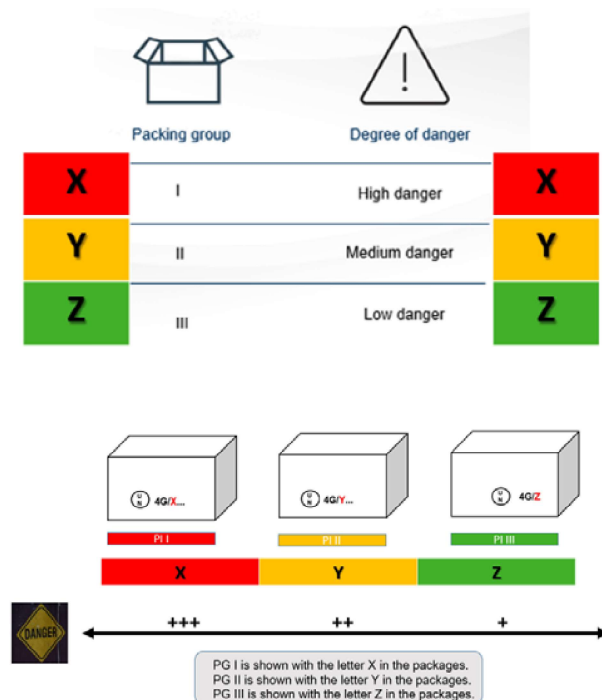 Packing group Degree of danger
X I High danger X
Y II Medium danger Y
Z III Low danger Z
UN 4G/X... UN 4G/Y... UN 4G/Z
PI I PI II PI III
X Y Z
DANGER +++ ++ +
PG I is shown with the letter X in the packages.
PG II is shown with the letter Y in the packages.
PG III is shown with the letter Z in the packages.